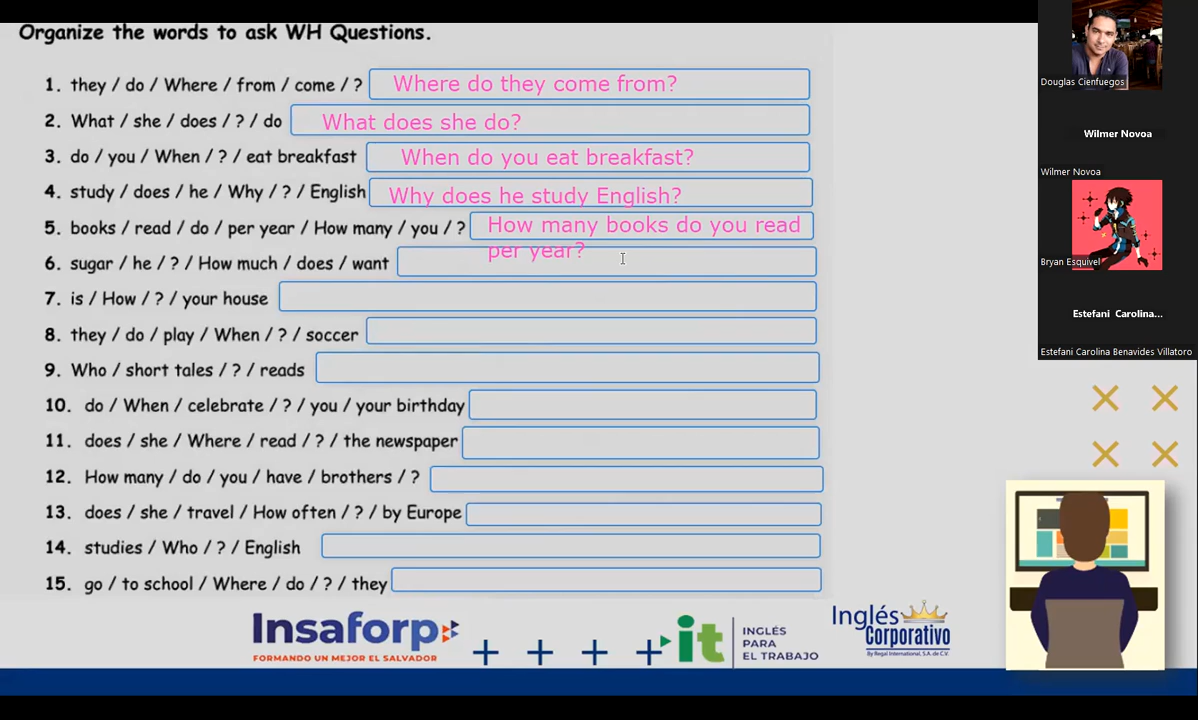 Organize the words to ask WH Questions.
1. they / do / Where / from / come / ? Where do they come from?
2. What / she / does / ? / do What does she do?
3. do / you / When / ? / eat breakfast When do you eat breakfast?
4. study / does / he / Why / ? / English Why does he study English?
5. books / read / do / per year / How many / you / ? How many books do you read
per year?
6. sugar / he / ? / How much / does / want
7. is / How / ? / your house
8. they / do / play / When / ? / soccer
9. Who / short tales / ? / reads
10. do / When / celebrate / ? / you / your birthday
11. does / she / Where / read / ? / the newspaper
12. How many / do / you / have / brothers / ?
13. does / she / travel / How often / ? / by Europe
14. studies / Who / ? / English
15. go / to school / Where / do / ? / they
Insaforp
FORMANDO UN MEJOR EL SALVADOR
it
INGLÉS
PARA
EL TRABAJO
Inglés
Corporativo
By Regal International, S.A. de C.V.
Douglas Cienfuegos
Wilmer Novoa
Wilmer Novoa
Bryan Esquivel
Estefani Carolina...
Estefani Carolina Benavides Villatoro